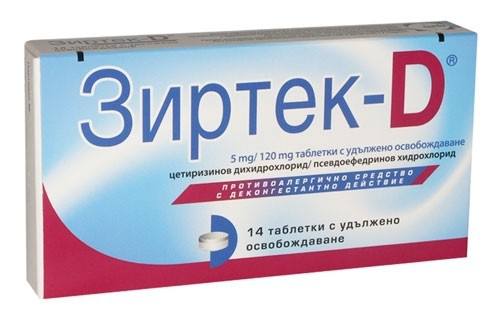 Зиртек-D®
5 mg/ 120 mg таблетки с удължено освобождаване
цетиризинов дихидрохлорид/ псевдоефедринов хидрохлорид
ПРОТИВОАЛЕРГИЧНО СРЕДСТВО
С ДЕКОНГЕСТАНТНО ДЕЙСТВИЕ
14 таблетки с удължено
освобождаване